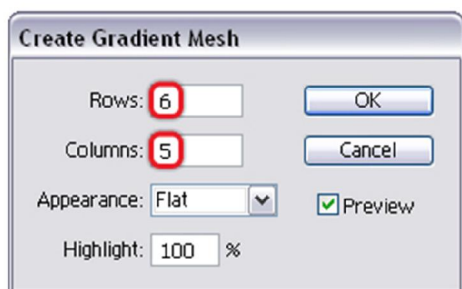 Create Gradient Mesh
Rows: 6 OK
Columns: 5 Cancel
Appearance: Flat Preview
Highlight: 100 %